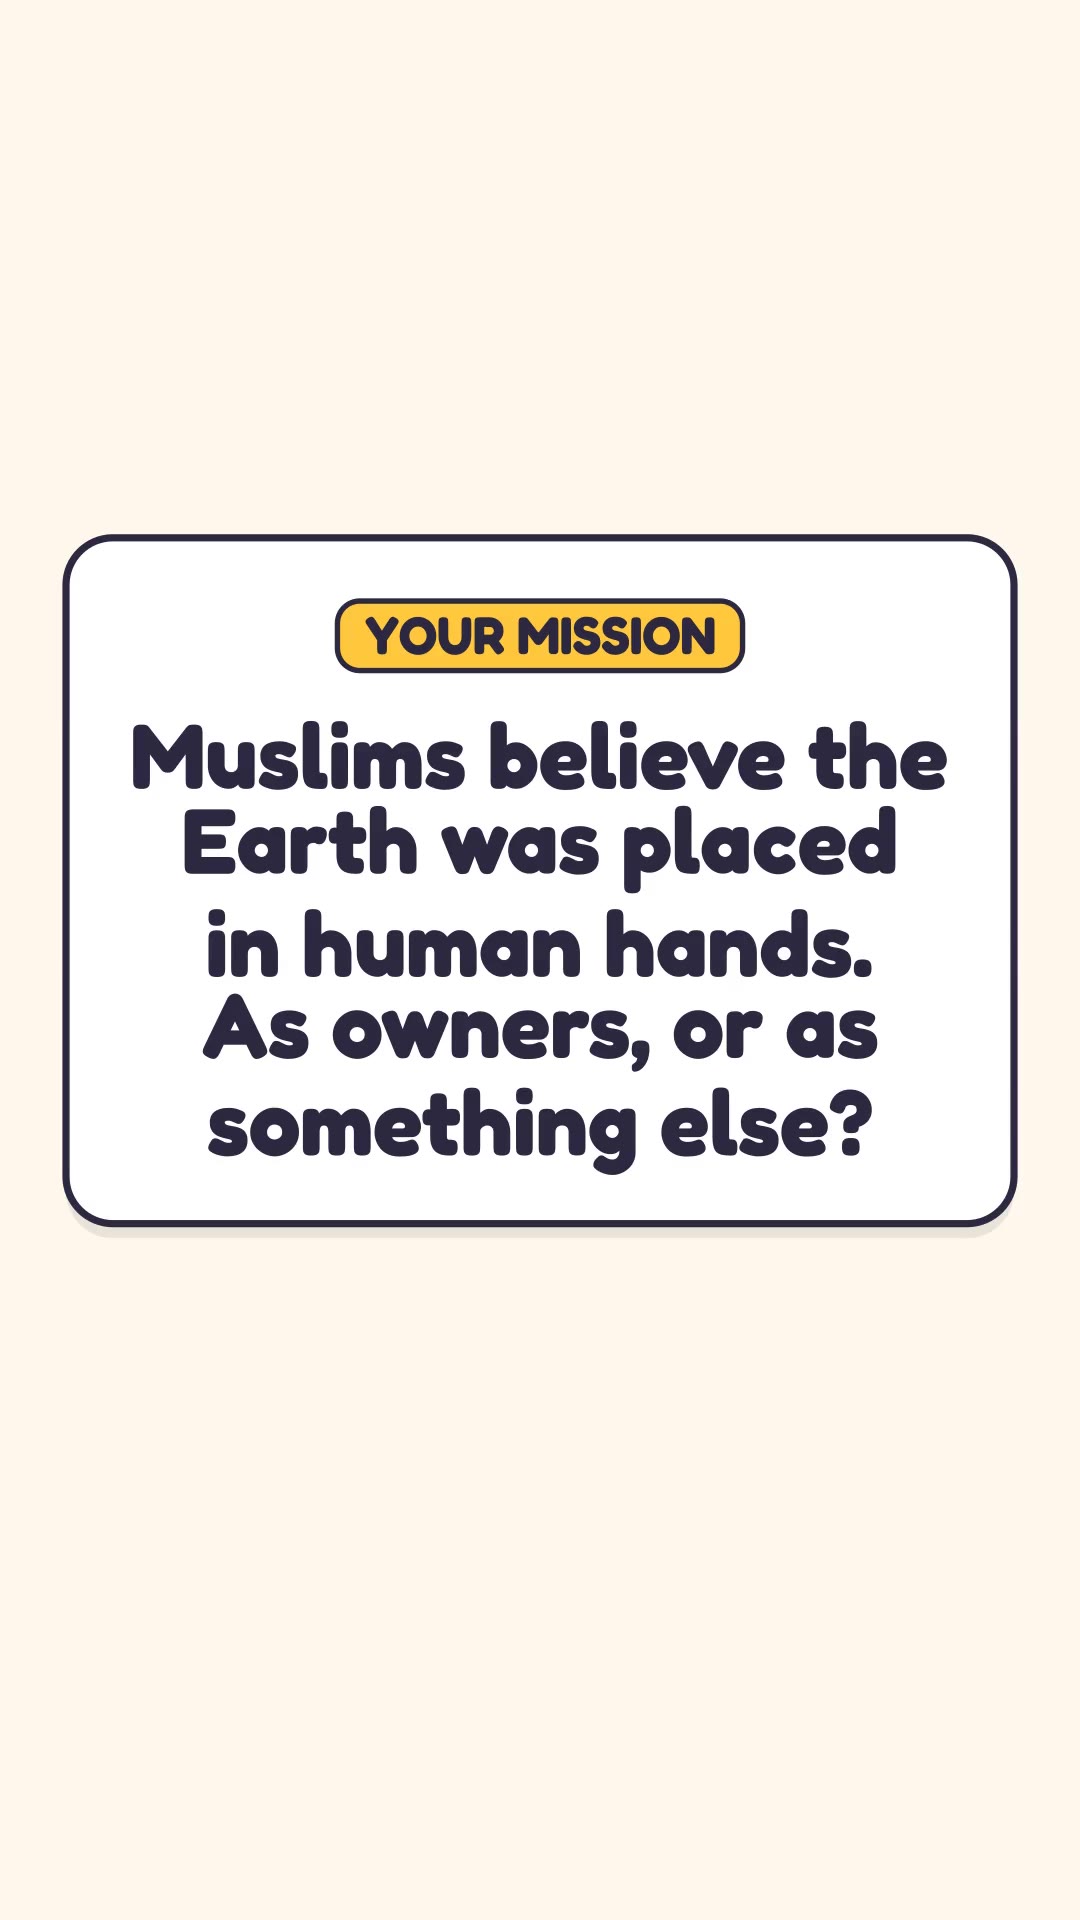 YOUR MISSION
Muslims believe the
Earth was placed
in human hands.
As owners, or as
something else?